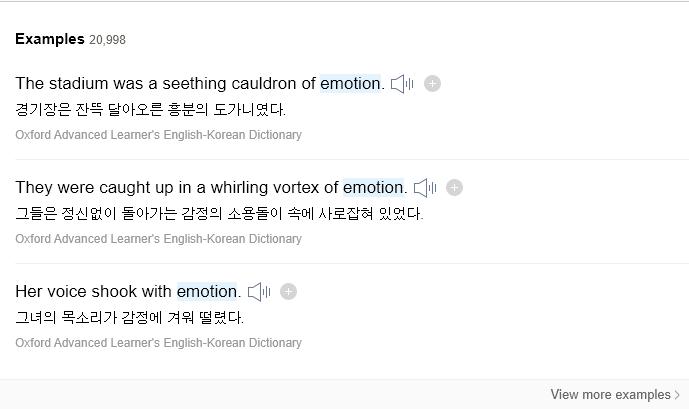 Examples 20,998
The stadium was a seething cauldron of emotion.
경기장은 잔뜩 달아오른 흥분의 도가니였다.
Oxford Advanced Learner's English-Korean Dictionary
They were caught up in a whirling vortex of emotion.
그들은 정신없이 돌아가는 감정의 소용돌이 속에 사로잡혀 있었다.
Oxford Advanced Learner's English-Korean Dictionary
Her voice shook with emotion.
그녀의 목소리가 감정에 겨워 떨렸다.
Oxford Advanced Learner's English-Korean Dictionary
View more examples